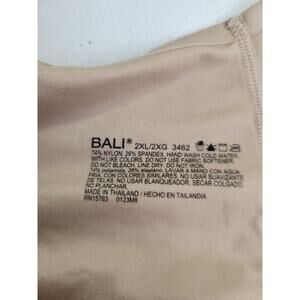 BALI® 2XL/2XG 3462
74% NYLON, 26% SPANDEX. HAND WASH COLD WATER,
WITH LIKE COLORS. DO NOT USE FABRIC SOFTENER.
DO NOT BLEACH. LINE DRY. DO NOT IRON.
74% poliamida, 26% elastano. LAVAR A MANO CON AGUA
FRIA, CON COLORES SIMILARES. NO USAR SUAVIZANTE
DE TELAS. NO USAR BLANQUEADOR. SECAR COLGADO.
NO PLANCHAR.
MADE IN THAILAND / HECHO EN TAILANDIA
RN15763 0123M8